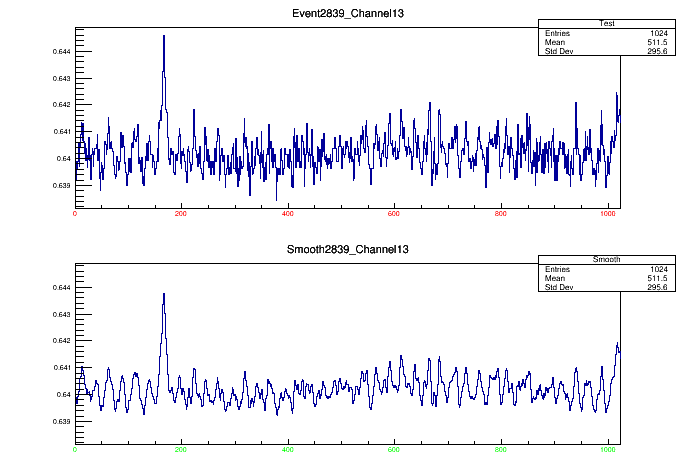 Event2839_Channel13
Test
Entries 1024
Mean 511.5
Std Dev 295.6
0.644
0.643
0.642
0.641
0.64
0.639
0 200 400 600 800 1000
Smooth2839_Channel13
Smooth
Entries 1024
Mean 511.5
Std Dev 295.6
0.644
0.643
0.642
0.641
0.64
0.639
0 200 400 600 800 1000